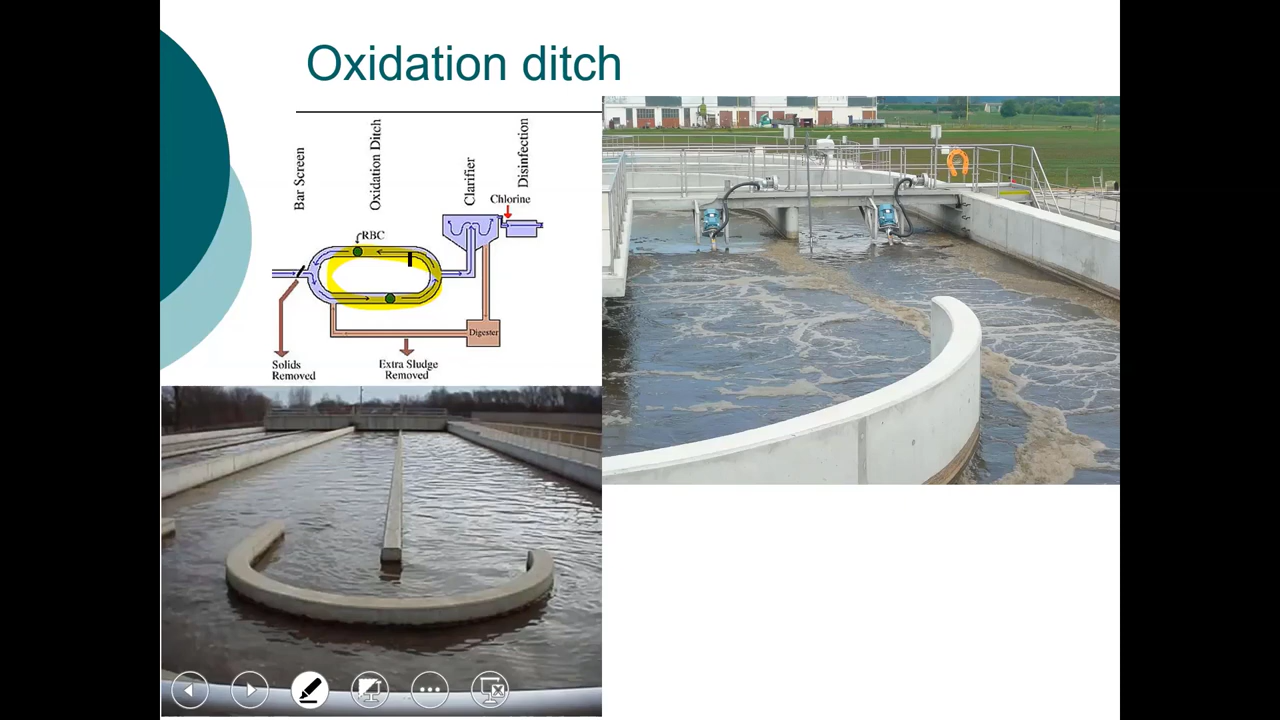 Oxidation ditch
Bar Screen
Oxidation Ditch
Clarifier
Disinfection
Chlorine
RBC
Digester
Solids
Removed
Extra Sludge
Removed